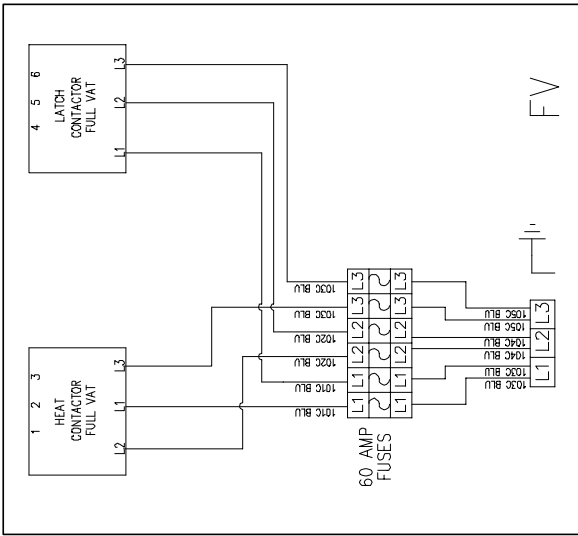 6
5
4
LATCH
CONTACTOR
FULL VAT
L3
L2
L1
3
2
1
HEAT
CONTACTOR
FULL VAT
L3
L1
L2
103C BLU
103C BLU
102C BLU
102C BLU
101C BLU
101C BLU
L3 L3
L3 L3
L2 L2
L2 L2
L1 L1
L1 L1
60 AMP
FUSES
105C BLU
105C BLU
104C BLU
104C BLU
103C BLU
103C BLU
L3
L2
L1
FV